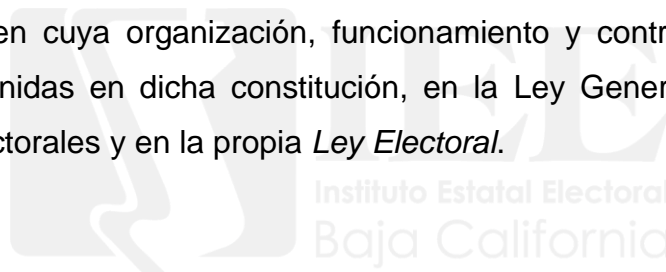 en cuya organización, funcionamiento y contr
nidas en dicha constitución, en la Ley Gener
ctorales y en la propia Ley Electoral.
IEE
Instituto Estatal Electoral
Baja California